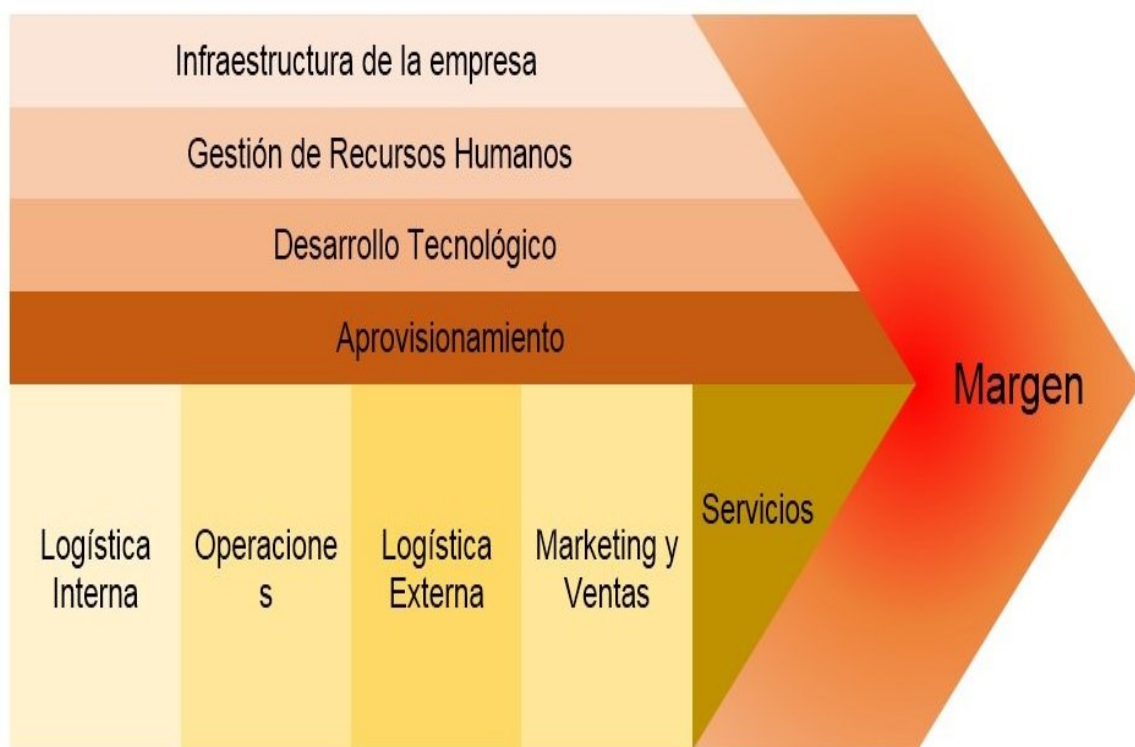 Infraestructura de la empresa
Gestión de Recursos Humanos
Desarrollo Tecnológico
Aprovisionamiento
Margen
Logística
Interna
Operacione
s
Logística
Externa
Marketing y
Ventas
Servicios